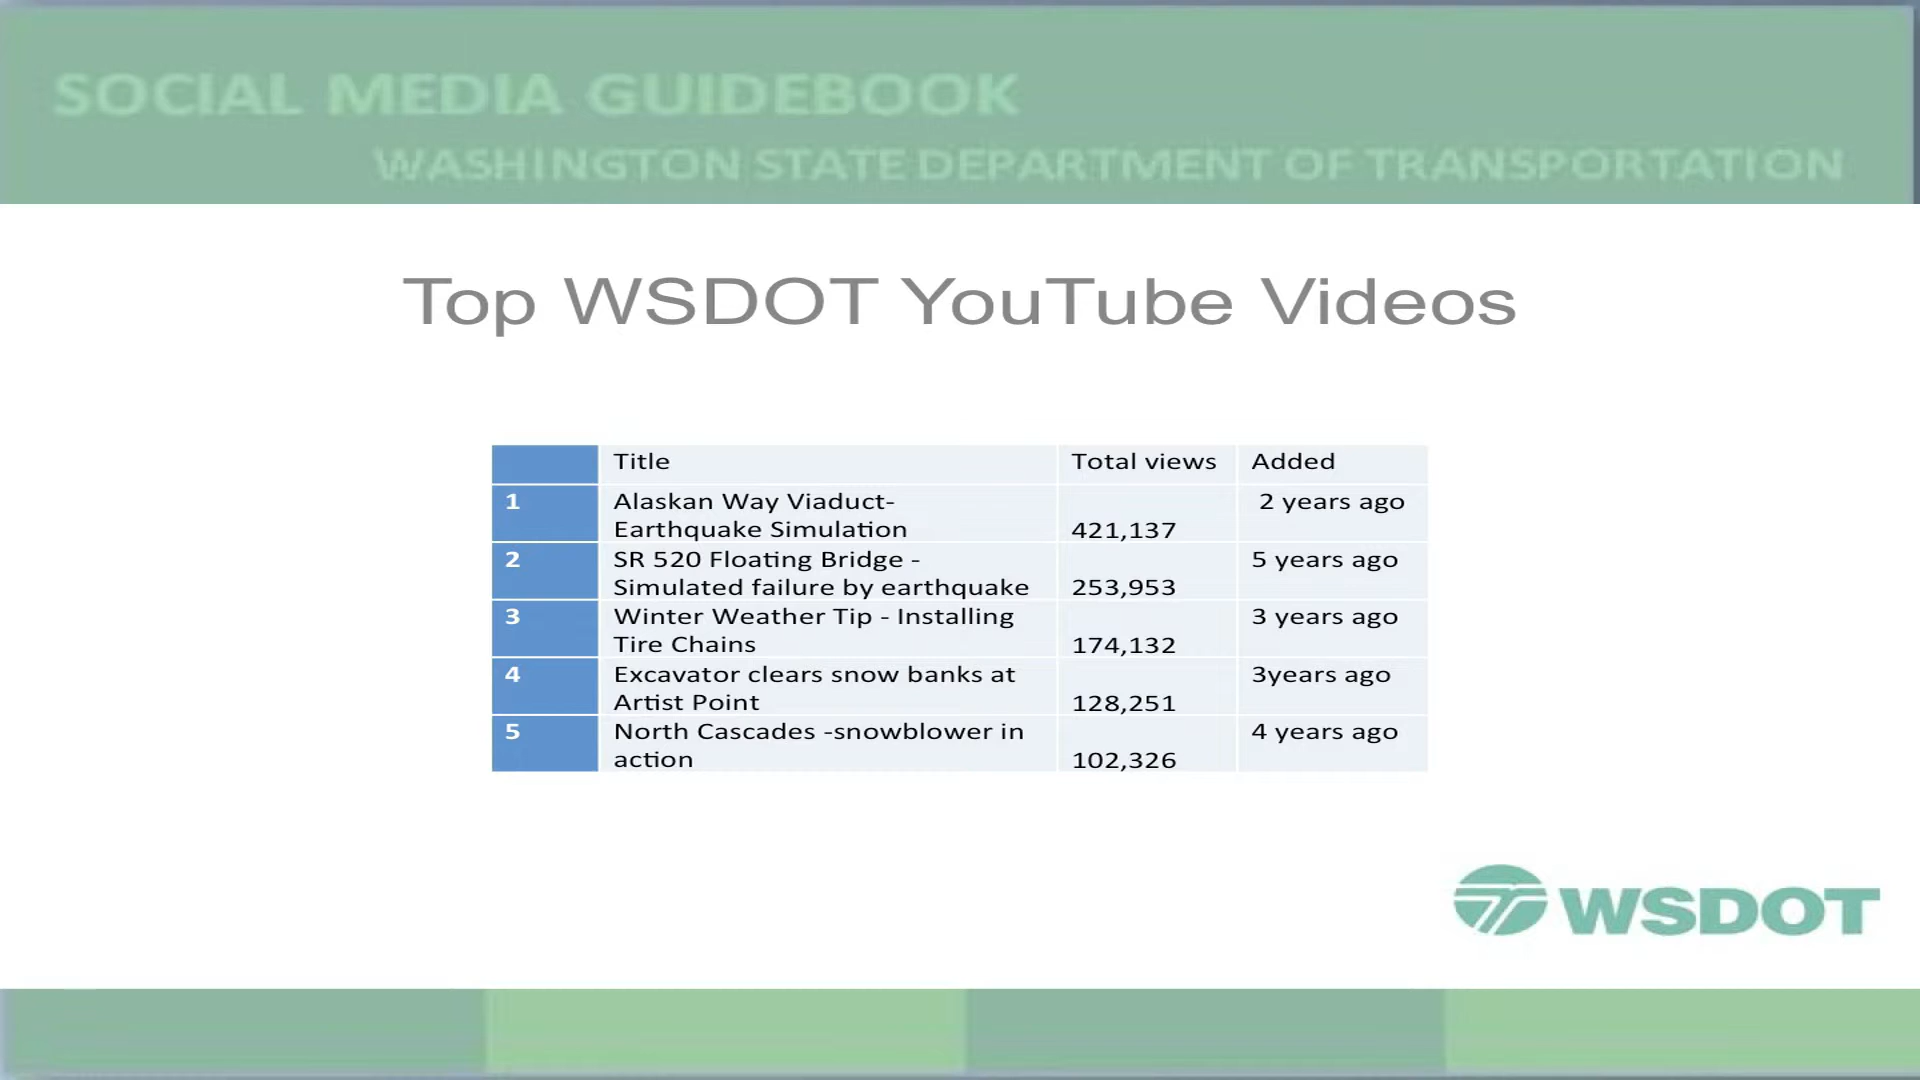 SOCIAL MEDIA GUIDEBOOK
WASHINGTON STATE DEPARTMENT OF TRANSPORTATION
Top WSDOT YouTube Videos
Title Total views Added
1 Alaskan Way Viaduct- 2 years ago
Earthquake Simulation 421,137
2 SR 520 Floating Bridge - 5 years ago
Simulated failure by earthquake 253,953
3 Winter Weather Tip - Installing 3 years ago
Tire Chains 174,132
4 Excavator clears snow banks at 3years ago
Artist Point 128,251
5 North Cascades -snowblower in 4 years ago
action 102,326
WSDOT